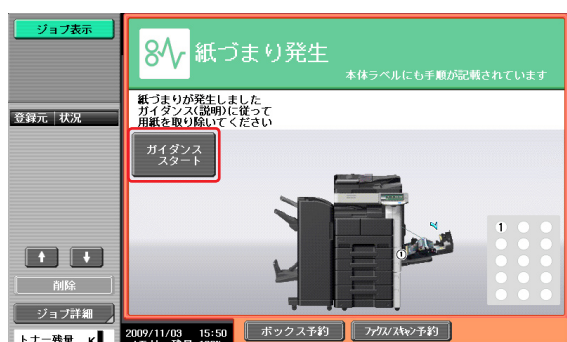 ジョブ表示
紙づまり発生
本体ラベルにも手順が記載されています
紙づまりが発生しました
ガイダンス(説明)に従って
用紙を取り除いてください
登録元 状況
ガイダンス
スタート
1
①
削除
ジョブ詳細
トナー残量 K
2009/11/03 15:50
ボックス予約
ファクス/スキャン予約